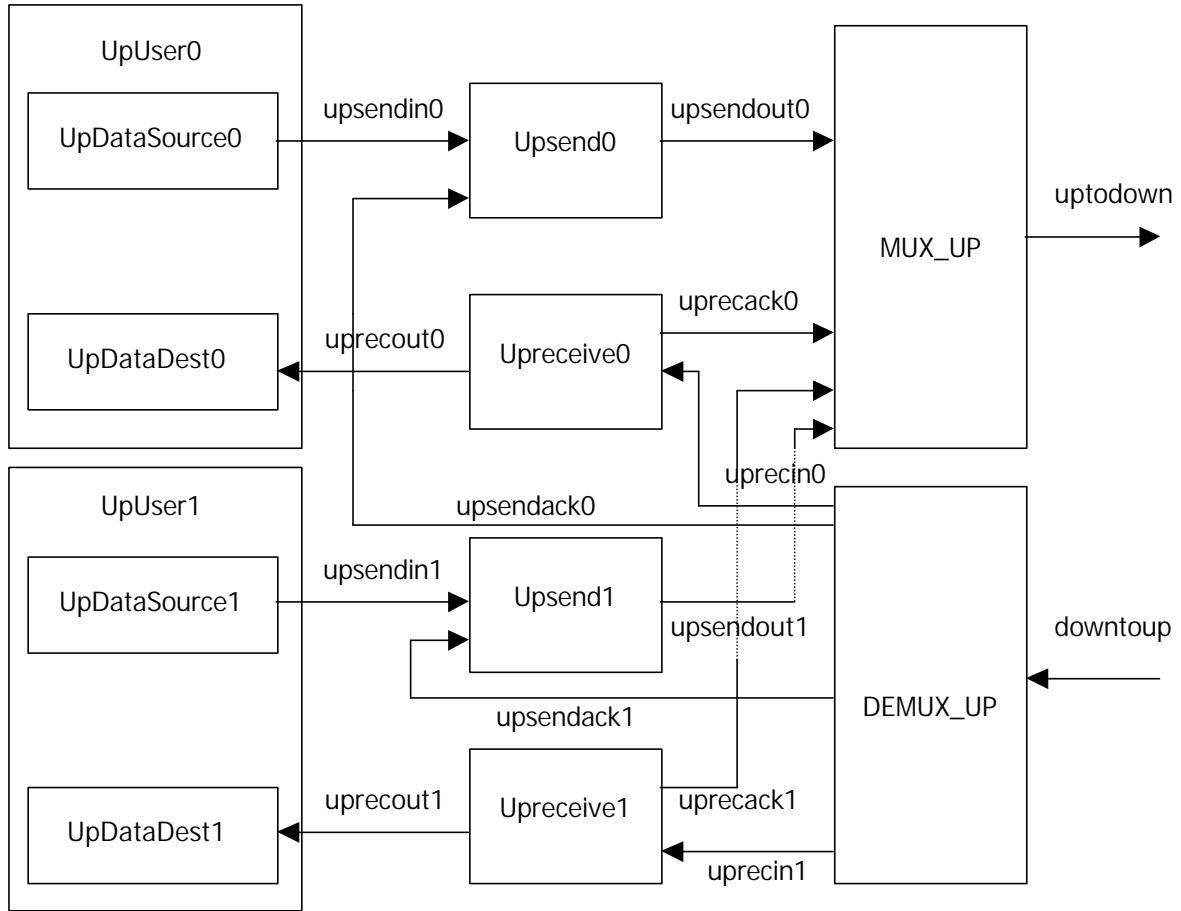 UpUser0
UpDataSource0
upsendin0
Upsend0
upsendout0
MUX_UP
uptodown
UpDataDest0
uprecout0
Upreceive0
uprecack0
uprecin0
upsendack0
UpUser1
UpDataSource1
upsendin1
Upsend1
upsendout1
downtoup
DEMUX_UP
upsendack1
UpDataDest1
uprecout1
Upreceive1
uprecack1
uprecin1